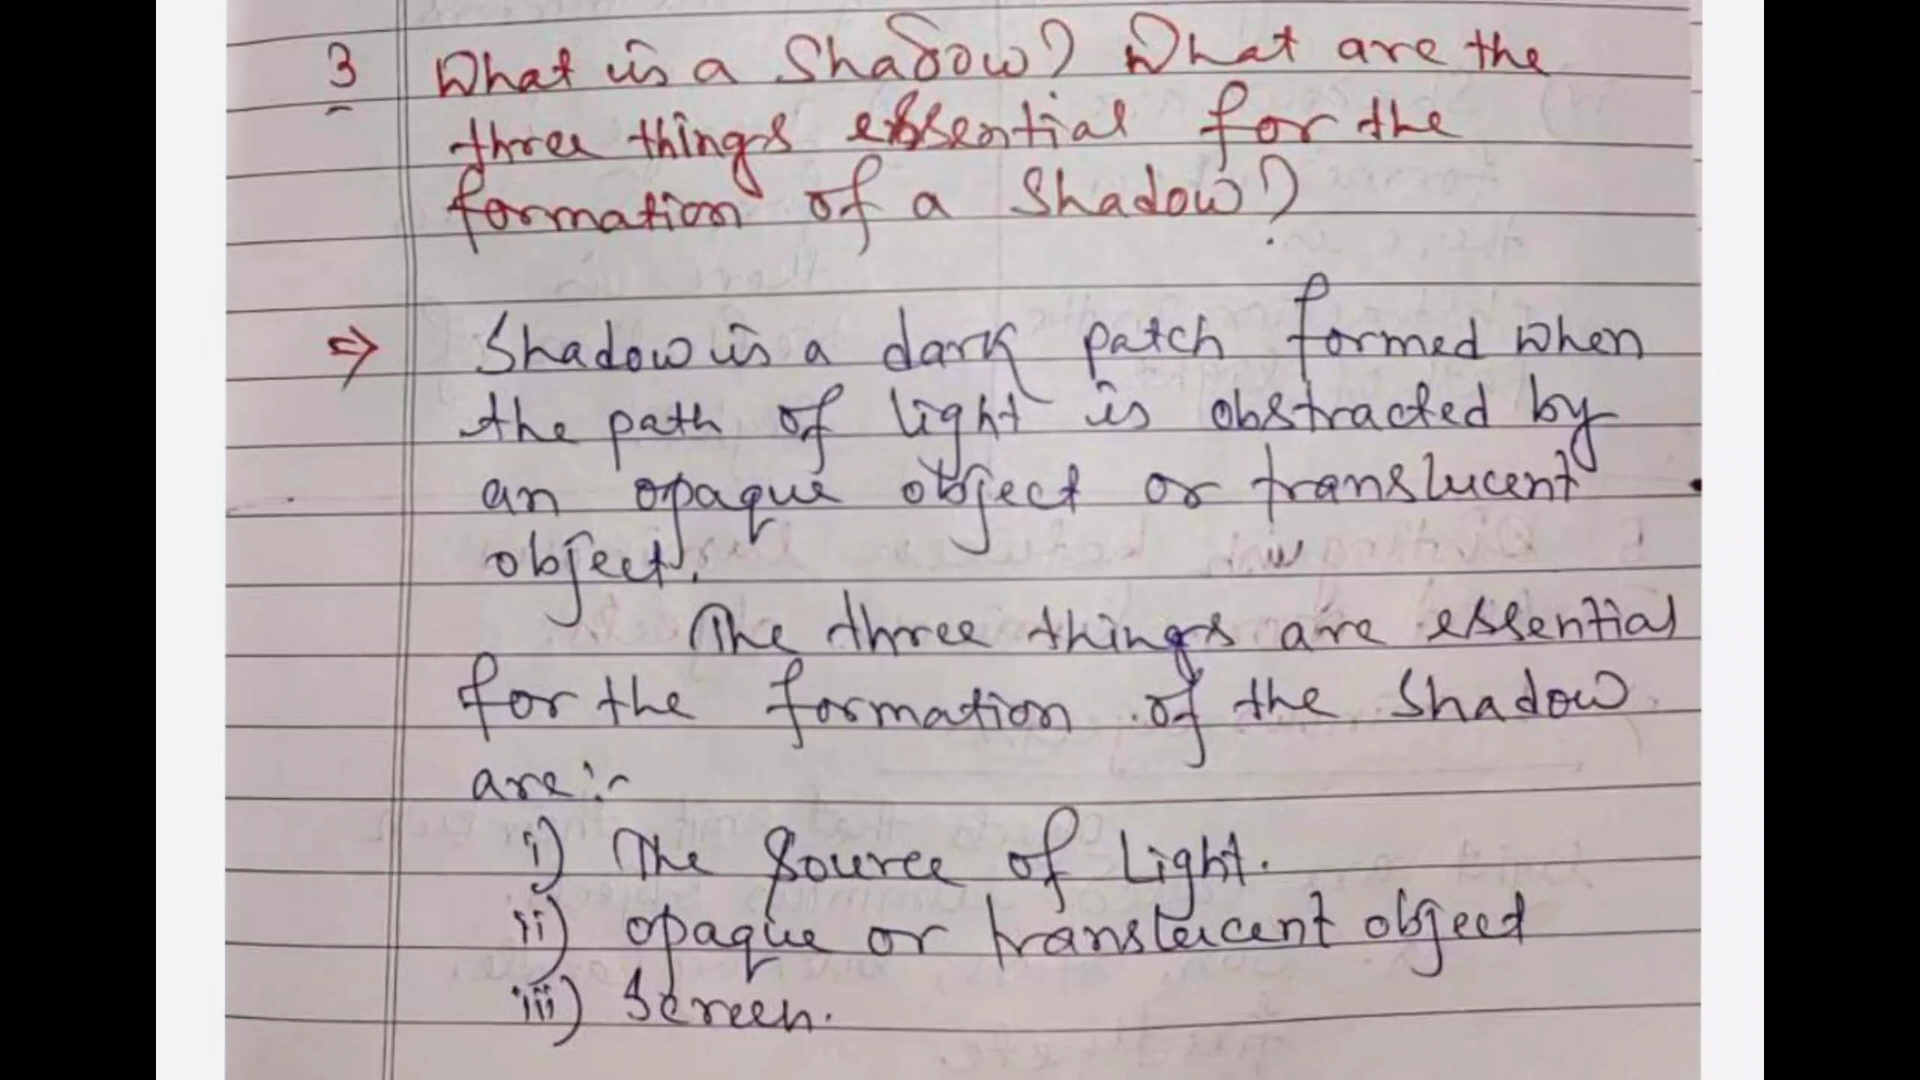 3 What is a Shadow? What are the
three things essential for the
formation of a Shadow?
⇒ Shadow is a dark patch formed when
the path of light is obstracted by
an opaque object or translucent
object.
The three things are essential
for the formation of the Shadow
are:-
i) The Source of Light.
ii) opaque or translucent object
iii) Screen.